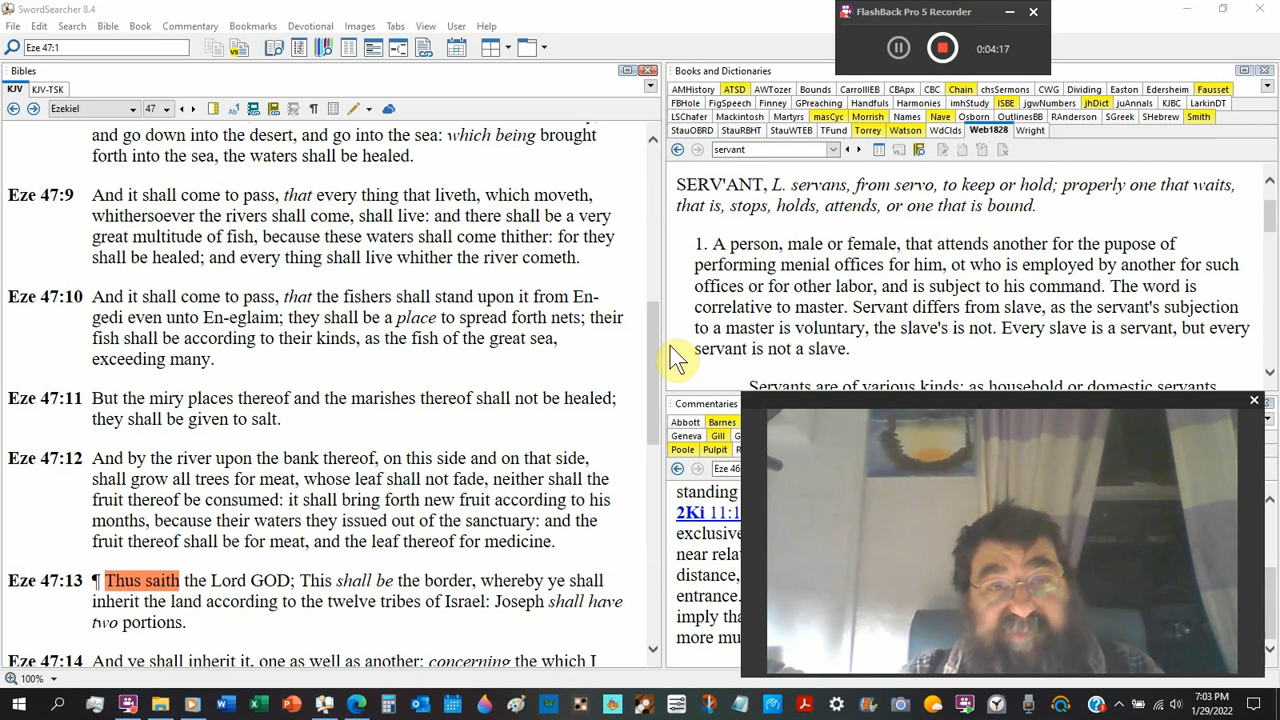 SwordSearcher 8.4
FlashBack Pro 5 Recorder
File Edit Search Bible Book Commentary Bookmarks Devotional Images Tabs View User Help
0:04:17
Eze 47:1
Bibles
Books and Dictionaries
KJV KJV-TSK
AMHistory ATSD AWTozer Bounds CarrollIEB CBApx CBC Chain chsSermons CWG Dividing Easton Edersheim Fausset
FBHole FigSpeech Finney GPreaching Handfuls Harmonies imhStudy ISBE jgwNumbers jhDict juAnnals KJBC LarkinDT
LSChafer Mackintosh Martyrs masCyc Morrish Names Nave Osborn OutlinesBB RAnderson SGreek SHebrew Smith
StauOBRD StauRBHT StauWTEB TFund Torrey Watson WdClds Web1828 Wright
Ezekiel 47
servant
and go down into the desert, and go into the sea: which being brought
forth into the sea, the waters shall be healed.
Eze 47:9 And it shall come to pass, that every thing that liveth, which moveth,
whithersoever the rivers shall come, shall live: and there shall be a very
great multitude of fish, because these waters shall come thither: for they
shall be healed; and every thing shall live whither the river cometh.
Eze 47:10 And it shall come to pass, that the fishers shall stand upon it from En-
gedi even unto En-eglaim; they shall be a place to spread forth nets; their
fish shall be according to their kinds, as the fish of the great sea,
exceeding many.
Eze 47:11 But the miry places thereof and the marishes thereof shall not be healed;
they shall be given to salt.
Eze 47:12 And by the river upon the bank thereof, on this side and on that side,
shall grow all trees for meat, whose leaf shall not fade, neither shall the
fruit thereof be consumed: it shall bring forth new fruit according to his
months, because their waters they issued out of the sanctuary: and the
fruit thereof shall be for meat, and the leaf thereof for medicine.
Eze 47:13 ¶ Thus saith the Lord GOD; This shall be the border, whereby ye shall
inherit the land according to the twelve tribes of Israel: Joseph shall have
two portions.
Eze 47:14 And ye shall inherit it, one as well as another: concerning the which I
100%
SERV'ANT, L. servans, from servo, to keep or hold; properly one that waits,
that is, stops, holds, attends, or one that is bound.
1. A person, male or female, that attends another for the pupose of
performing menial offices for him, ot who is employed by another for such
offices or for other labor, and is subject to his command. The word is
correlative to master. Servant differs from slave, as the servant's subjection
to a master is voluntary, the slave's is not. Every slave is a servant, but every
servant is not a slave.
Servants are of various kinds; as household or domestic servants
Commentaries
Abbott Barnes
Geneva Gill
Poole Pulpit
Eze 46
standing
2Ki 11:1
exclusive
near rela
distance,
entrance.
imply tha
more mu
7:03 PM
1/29/2022